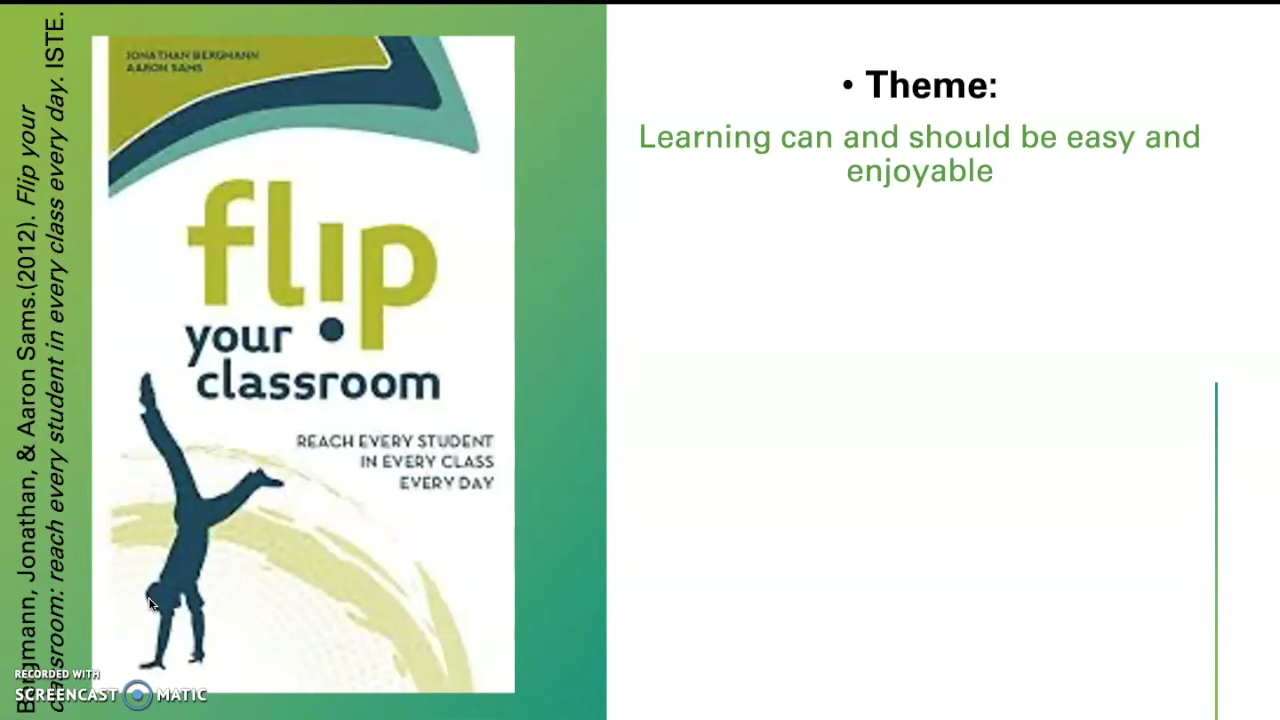 Bergmann, Jonathan, & Aaron Sams.(2012). Flip your
classroom: reach every student in every class every day. ISTE.
JONATHAN BERGMANN
AARON SAMS
flip
your
classroom
REACH EVERY STUDENT
IN EVERY CLASS
EVERY DAY
RECORDED WITH
SCREENCAST MATIC
• Theme:
Learning can and should be easy and
enjoyable